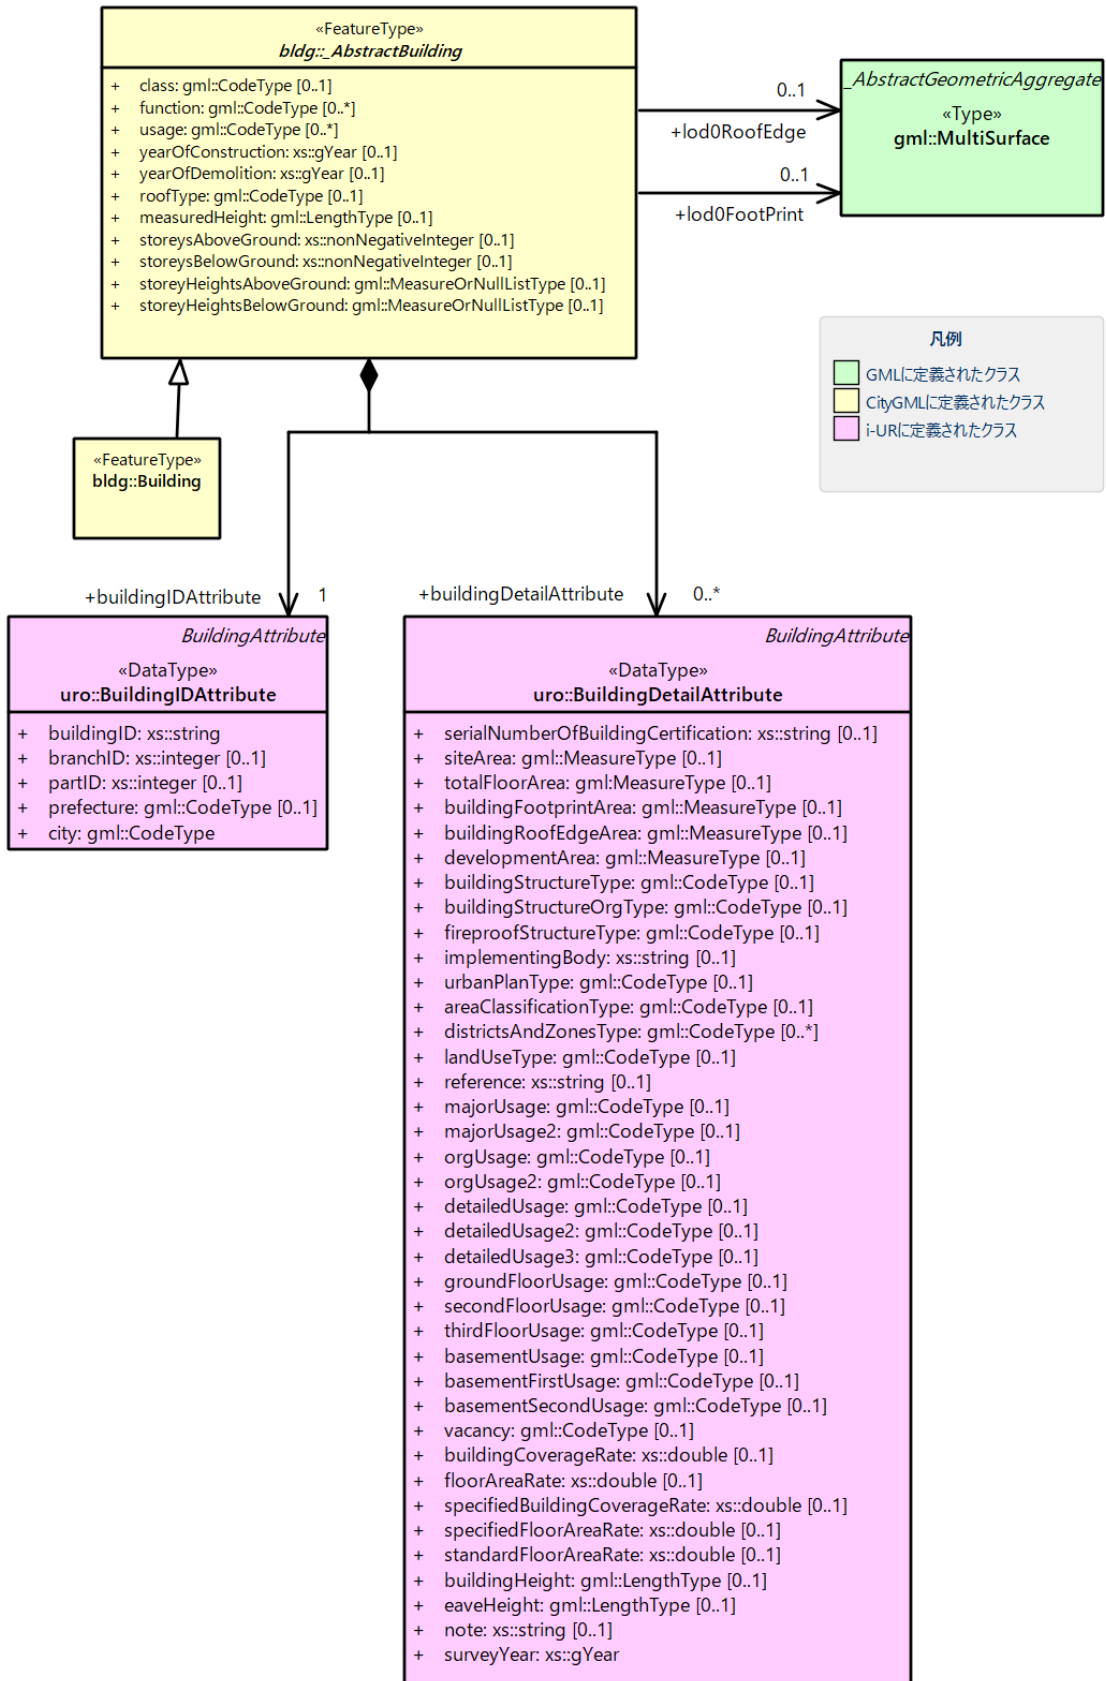 «FeatureType»
bldg::_AbstractBuilding
+ class: gml::CodeType [0..1]
+ function: gml::CodeType [0..*]
+ usage: gml::CodeType [0..*]
+ yearOfConstruction: xs::gYear [0..1]
+ yearOfDemolition: xs::gYear [0..1]
+ roofType: gml::CodeType [0..1]
+ measuredHeight: gml::LengthType [0..1]
+ storeysAboveGround: xs::nonNegativeInteger [0..1]
+ storeysBelowGround: xs::nonNegativeInteger [0..1]
+ storeyHeightsAboveGround: gml::MeasureOrNullListType [0..1]
+ storeyHeightsBelowGround: gml::MeasureOrNullListType [0..1]
0..1
+lod0RoofEdge
0..1
+lod0FootPrint
_AbstractGeometricAggregate
«Type»
gml::MultiSurface
凡例
GMLに定義されたクラス
CityGMLに定義されたクラス
i-URに定義されたクラス
«FeatureType»
bldg::Building
+buildingIDAttribute 1
+buildingDetailAttribute 0..*
BuildingAttribute
«DataType»
uro::BuildingIDAttribute
+ buildingID: xs::string
+ branchID: xs::integer [0..1]
+ partID: xs::integer [0..1]
+ prefecture: gml::CodeType [0..1]
+ city: gml::CodeType
BuildingAttribute
«DataType»
uro::BuildingDetailAttribute
+ serialNumberOfBuildingCertification: xs::string [0..1]
+ siteArea: gml::MeasureType [0..1]
+ totalFloorArea: gml:MeasureType [0..1]
+ buildingFootprintArea: gml::MeasureType [0..1]
+ buildingRoofEdgeArea: gml::MeasureType [0..1]
+ developmentArea: gml::MeasureType [0..1]
+ buildingStructureType: gml::CodeType [0..1]
+ buildingStructureOrgType: gml::CodeType [0..1]
+ fireproofStructureType: gml::CodeType [0..1]
+ implementingBody: xs::string [0..1]
+ urbanPlanType: gml::CodeType [0..1]
+ areaClassificationType: gml::CodeType [0..1]
+ districtsAndZonesType: gml::CodeType [0..*]
+ landUseType: gml::CodeType [0..1]
+ reference: xs::string [0..1]
+ majorUsage: gml::CodeType [0..1]
+ majorUsage2: gml::CodeType [0..1]
+ orgUsage: gml::CodeType [0..1]
+ orgUsage2: gml::CodeType [0..1]
+ detailedUsage: gml::CodeType [0..1]
+ detailedUsage2: gml::CodeType [0..1]
+ detailedUsage3: gml::CodeType [0..1]
+ groundFloorUsage: gml::CodeType [0..1]
+ secondFloorUsage: gml::CodeType [0..1]
+ thirdFloorUsage: gml::CodeType [0..1]
+ basementUsage: gml::CodeType [0..1]
+ basementFirstUsage: gml::CodeType [0..1]
+ basementSecondUsage: gml::CodeType [0..1]
+ vacancy: gml::CodeType [0..1]
+ buildingCoverageRate: xs::double [0..1]
+ floorAreaRate: xs::double [0..1]
+ specifiedBuildingCoverageRate: xs::double [0..1]
+ specifiedFloorAreaRate: xs::double [0..1]
+ standardFloorAreaRate: xs::double [0..1]
+ buildingHeight: gml::LengthType [0..1]
+ eaveHeight: gml::LengthType [0..1]
+ note: xs::string [0..1]
+ surveyYear: xs::gYear